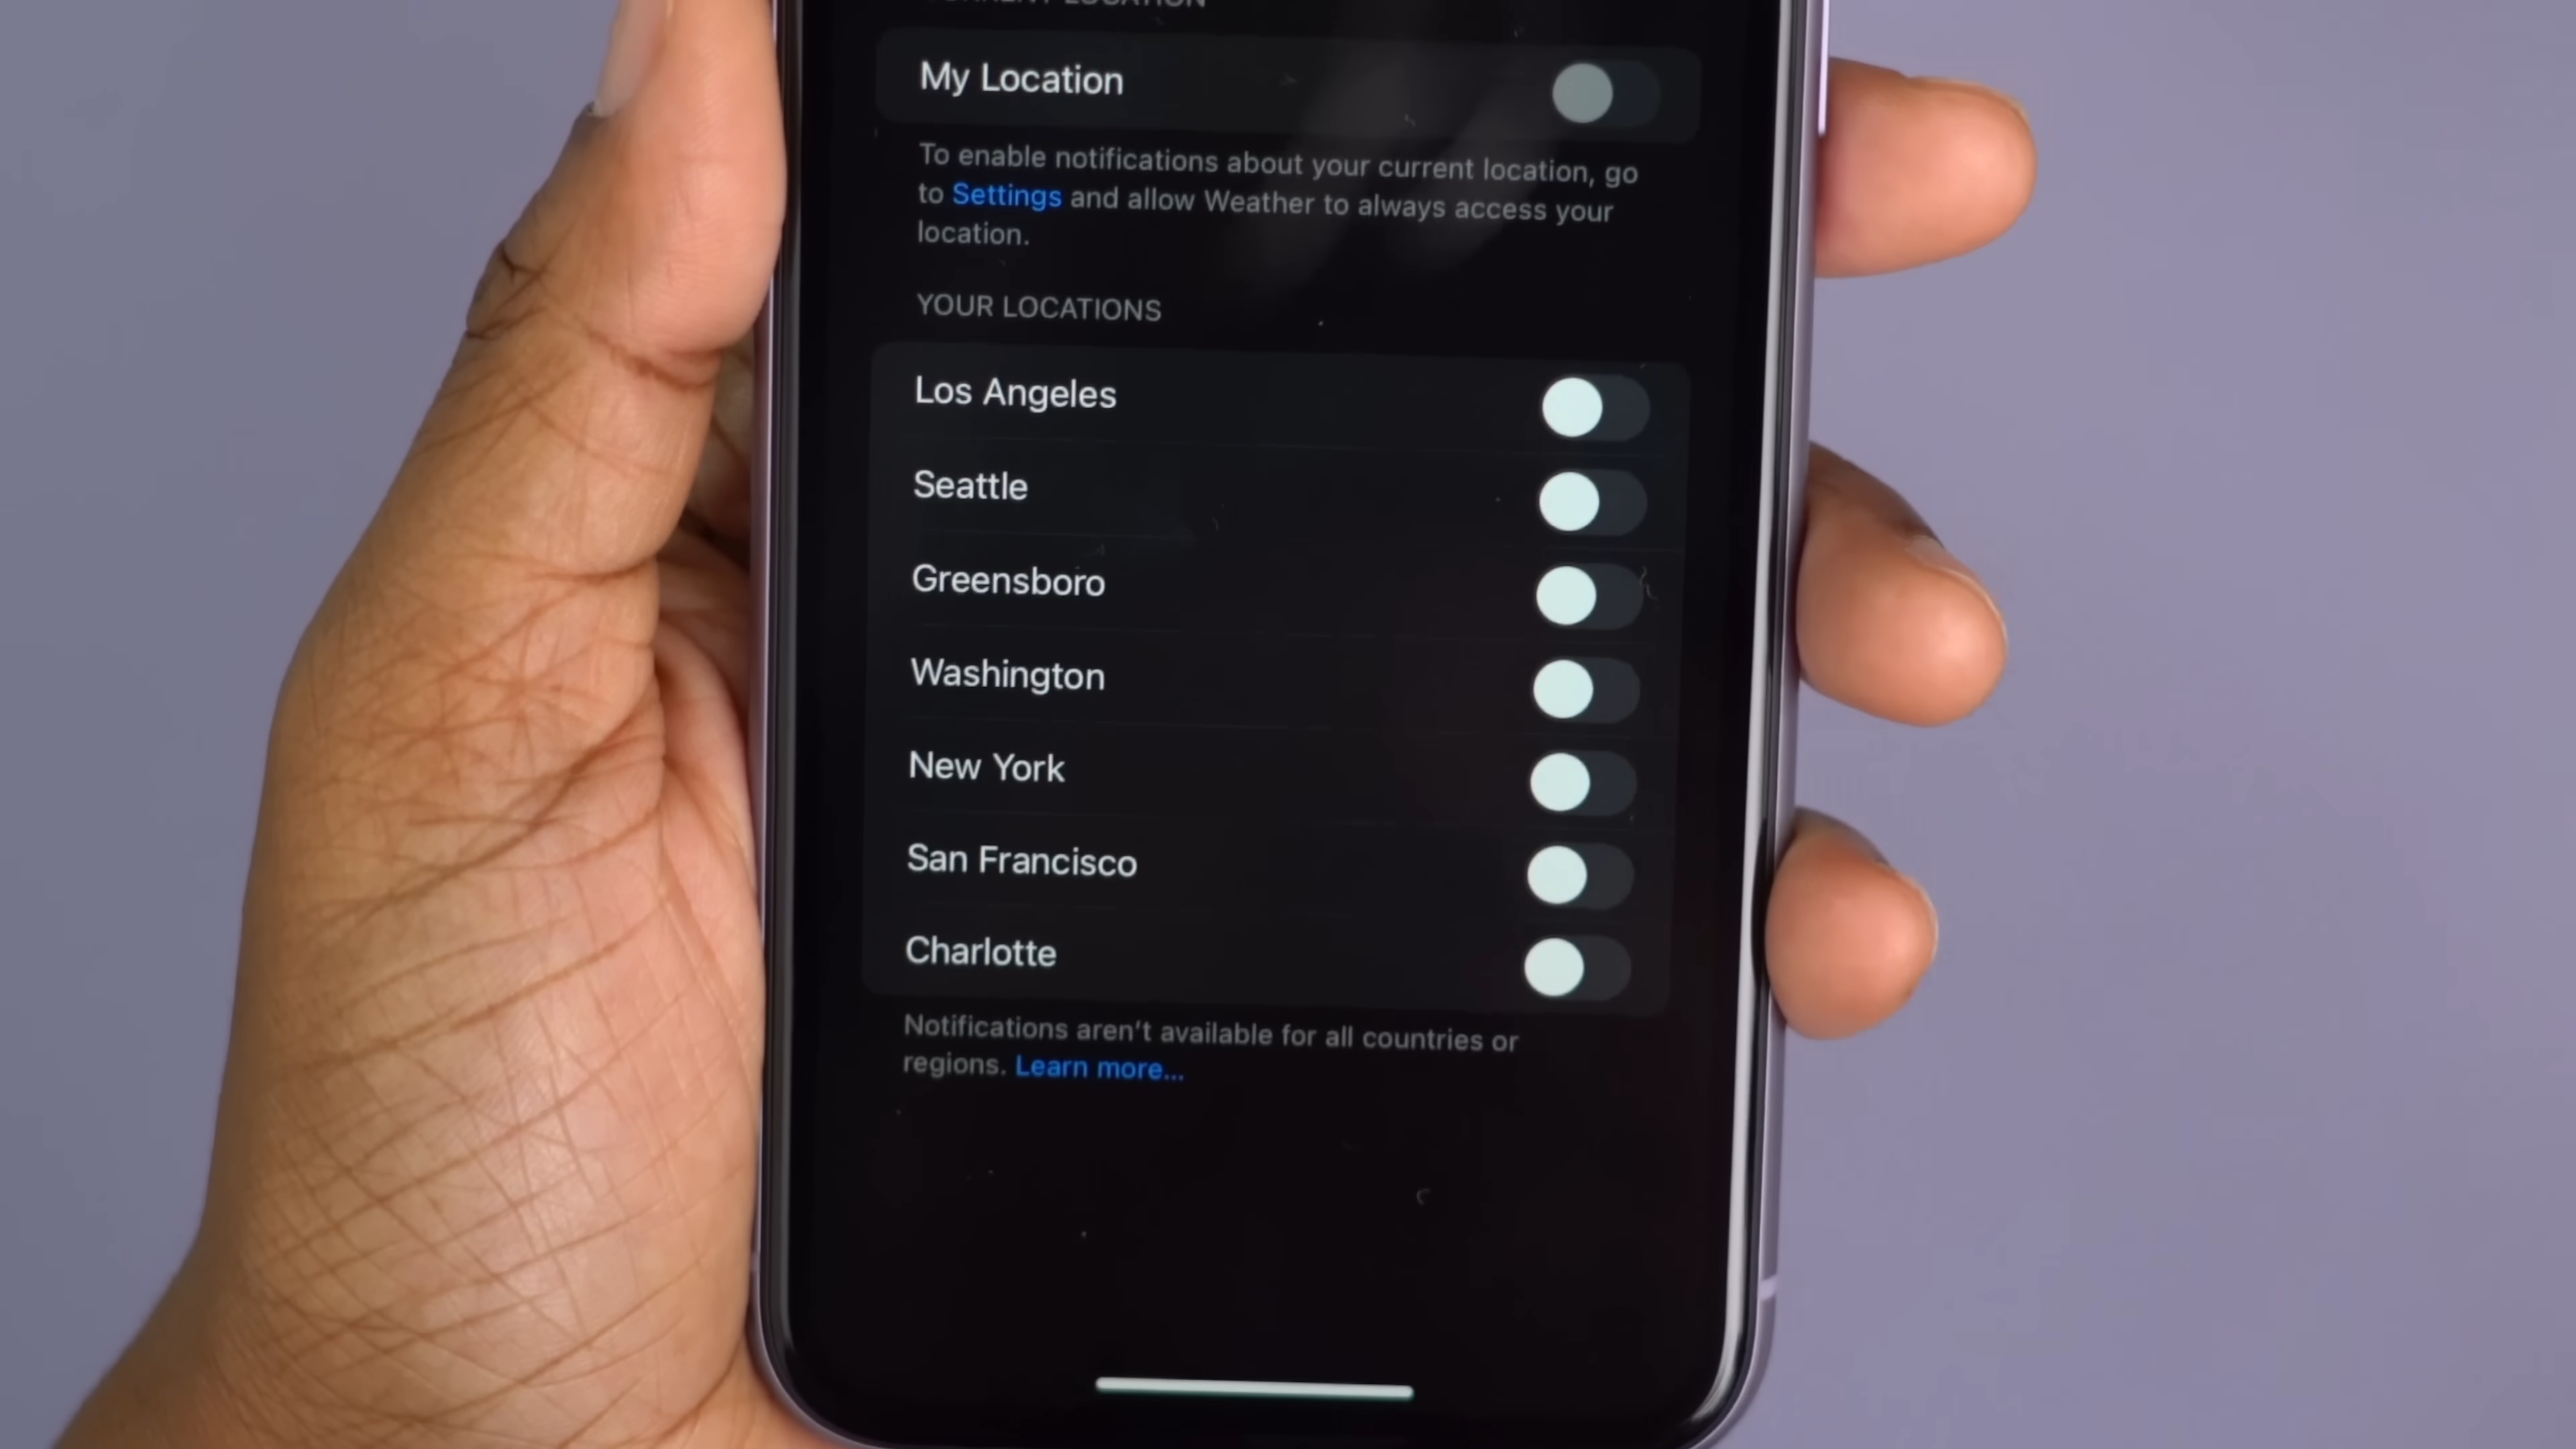 LOCATION
My Location
To enable notifications about your current location, go
to Settings and allow Weather to always access your
location.
YOUR LOCATIONS
Los Angeles
Seattle
Greensboro
Washington
New York
San Francisco
Charlotte
Notifications aren't available for all countries or
regions. Learn more...